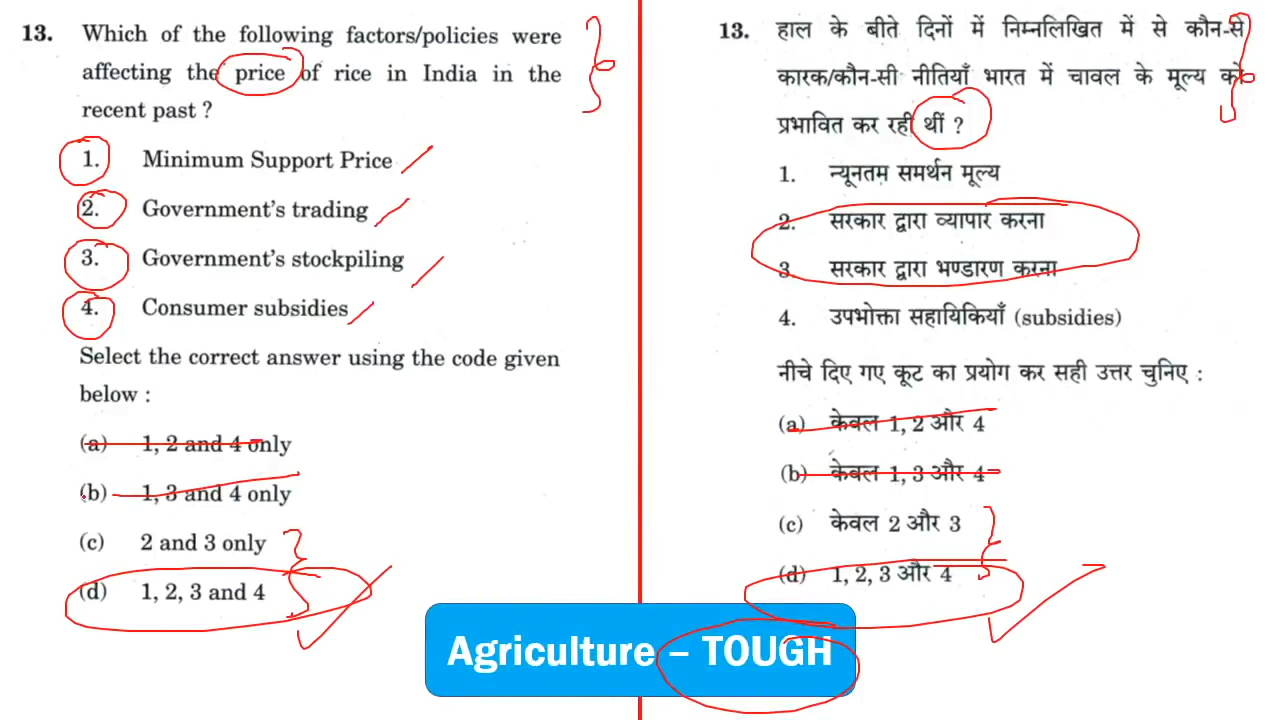 13. Which of the following factors/policies were
affecting the price of rice in India in the
recent past ?
1. Minimum Support Price
2. Government's trading
3. Government's stockpiling
4. Consumer subsidies
Select the correct answer using the code given
below :
(a) 1, 2 and 4 only
(b) 1, 3 and 4 only
(c) 2 and 3 only
(d) 1, 2, 3 and 4
13. हाल के बीते दिनों में निम्नलिखित में से कौन-से
कारक/कौन-सी नीतियाँ भारत में चावल के मूल्य को
प्रभावित कर रही थीं ?
1. न्यूनतम समर्थन मूल्य
2. सरकार द्वारा व्यापार करना
3. सरकार द्वारा भण्डारण करना
4. उपभोक्ता सहायिकियाँ (subsidies)
नीचे दिए गए कूट का प्रयोग कर सही उत्तर चुनिए :
(a) केवल 1, 2 और 4
(b) केवल 1, 3 और 4
(c) केवल 2 और 3
(d) 1, 2, 3 और 4
Agriculture – TOUGH